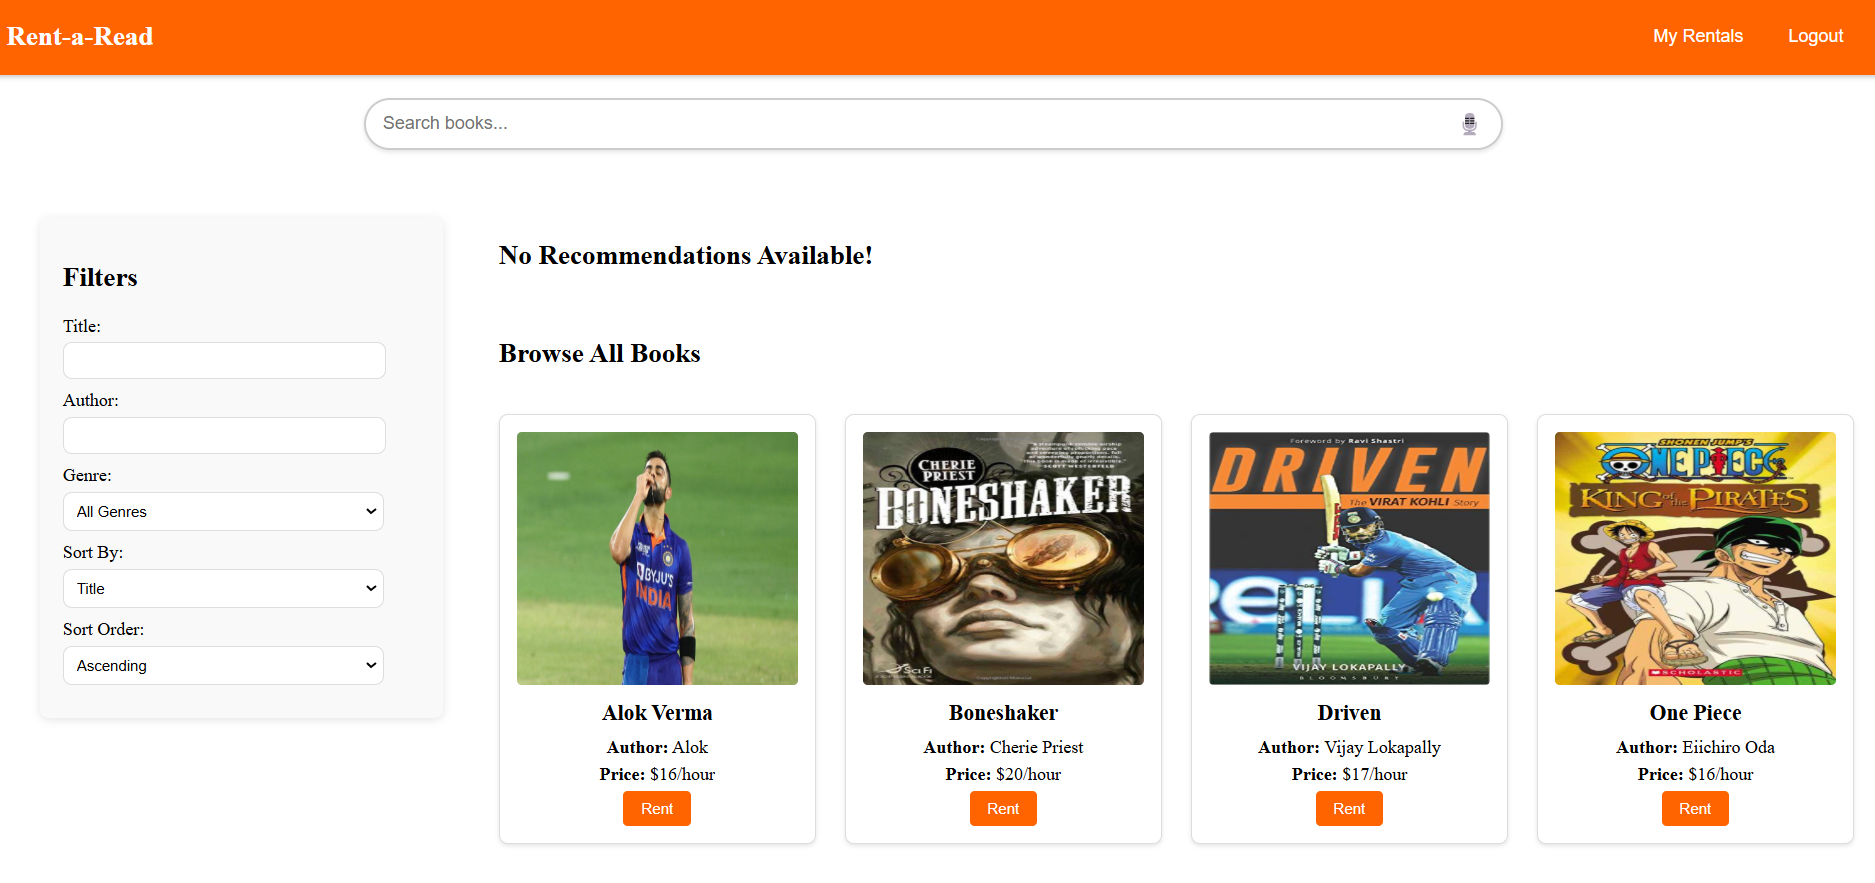 Rent-a-Read
My Rentals
Logout
Search books...
Filters
Title:
Author:
Genre:
All Genres
Sort By:
Title
Sort Order:
Ascending
No Recommendations Available!
Browse All Books
BYJU'S
INDIA
Alok Verma
Author: Alok
Price: $16/hour
Rent
CHERIE
PRIEST
BONESHAKER
SciFi
Boneshaker
Author: Cherie Priest
Price: $20/hour
Rent
Foreword by Ravi Shastri
DRIVEN
The VIRAT KOHLI Story
VIJAY LOKAPALLY
BLOOMSBURY
Driven
Author: Vijay Lokapally
Price: $17/hour
Rent
SHONEN JUMP'S
ONE PIECE
KING of the PIRATES
SCHOLASTIC
One Piece
Author: Eiichiro Oda
Price: $16/hour
Rent